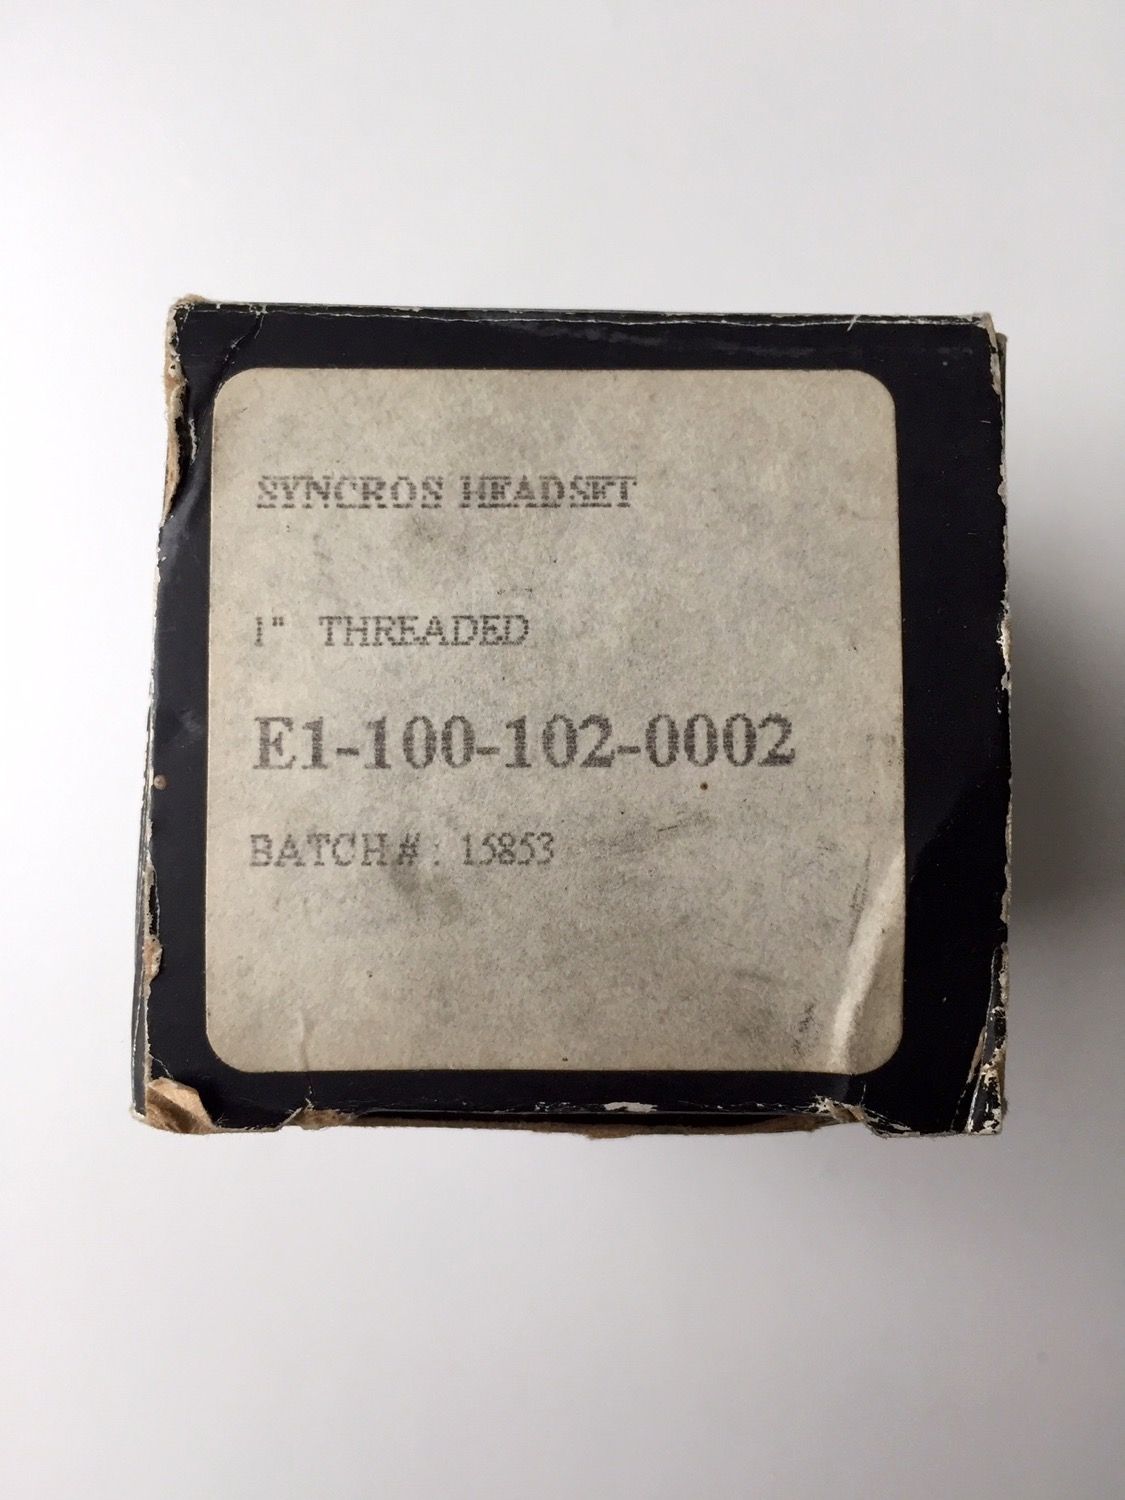 SYNCROS HEADSET
1" THREADED
E1-100-102-0002
BATCH# : 15853